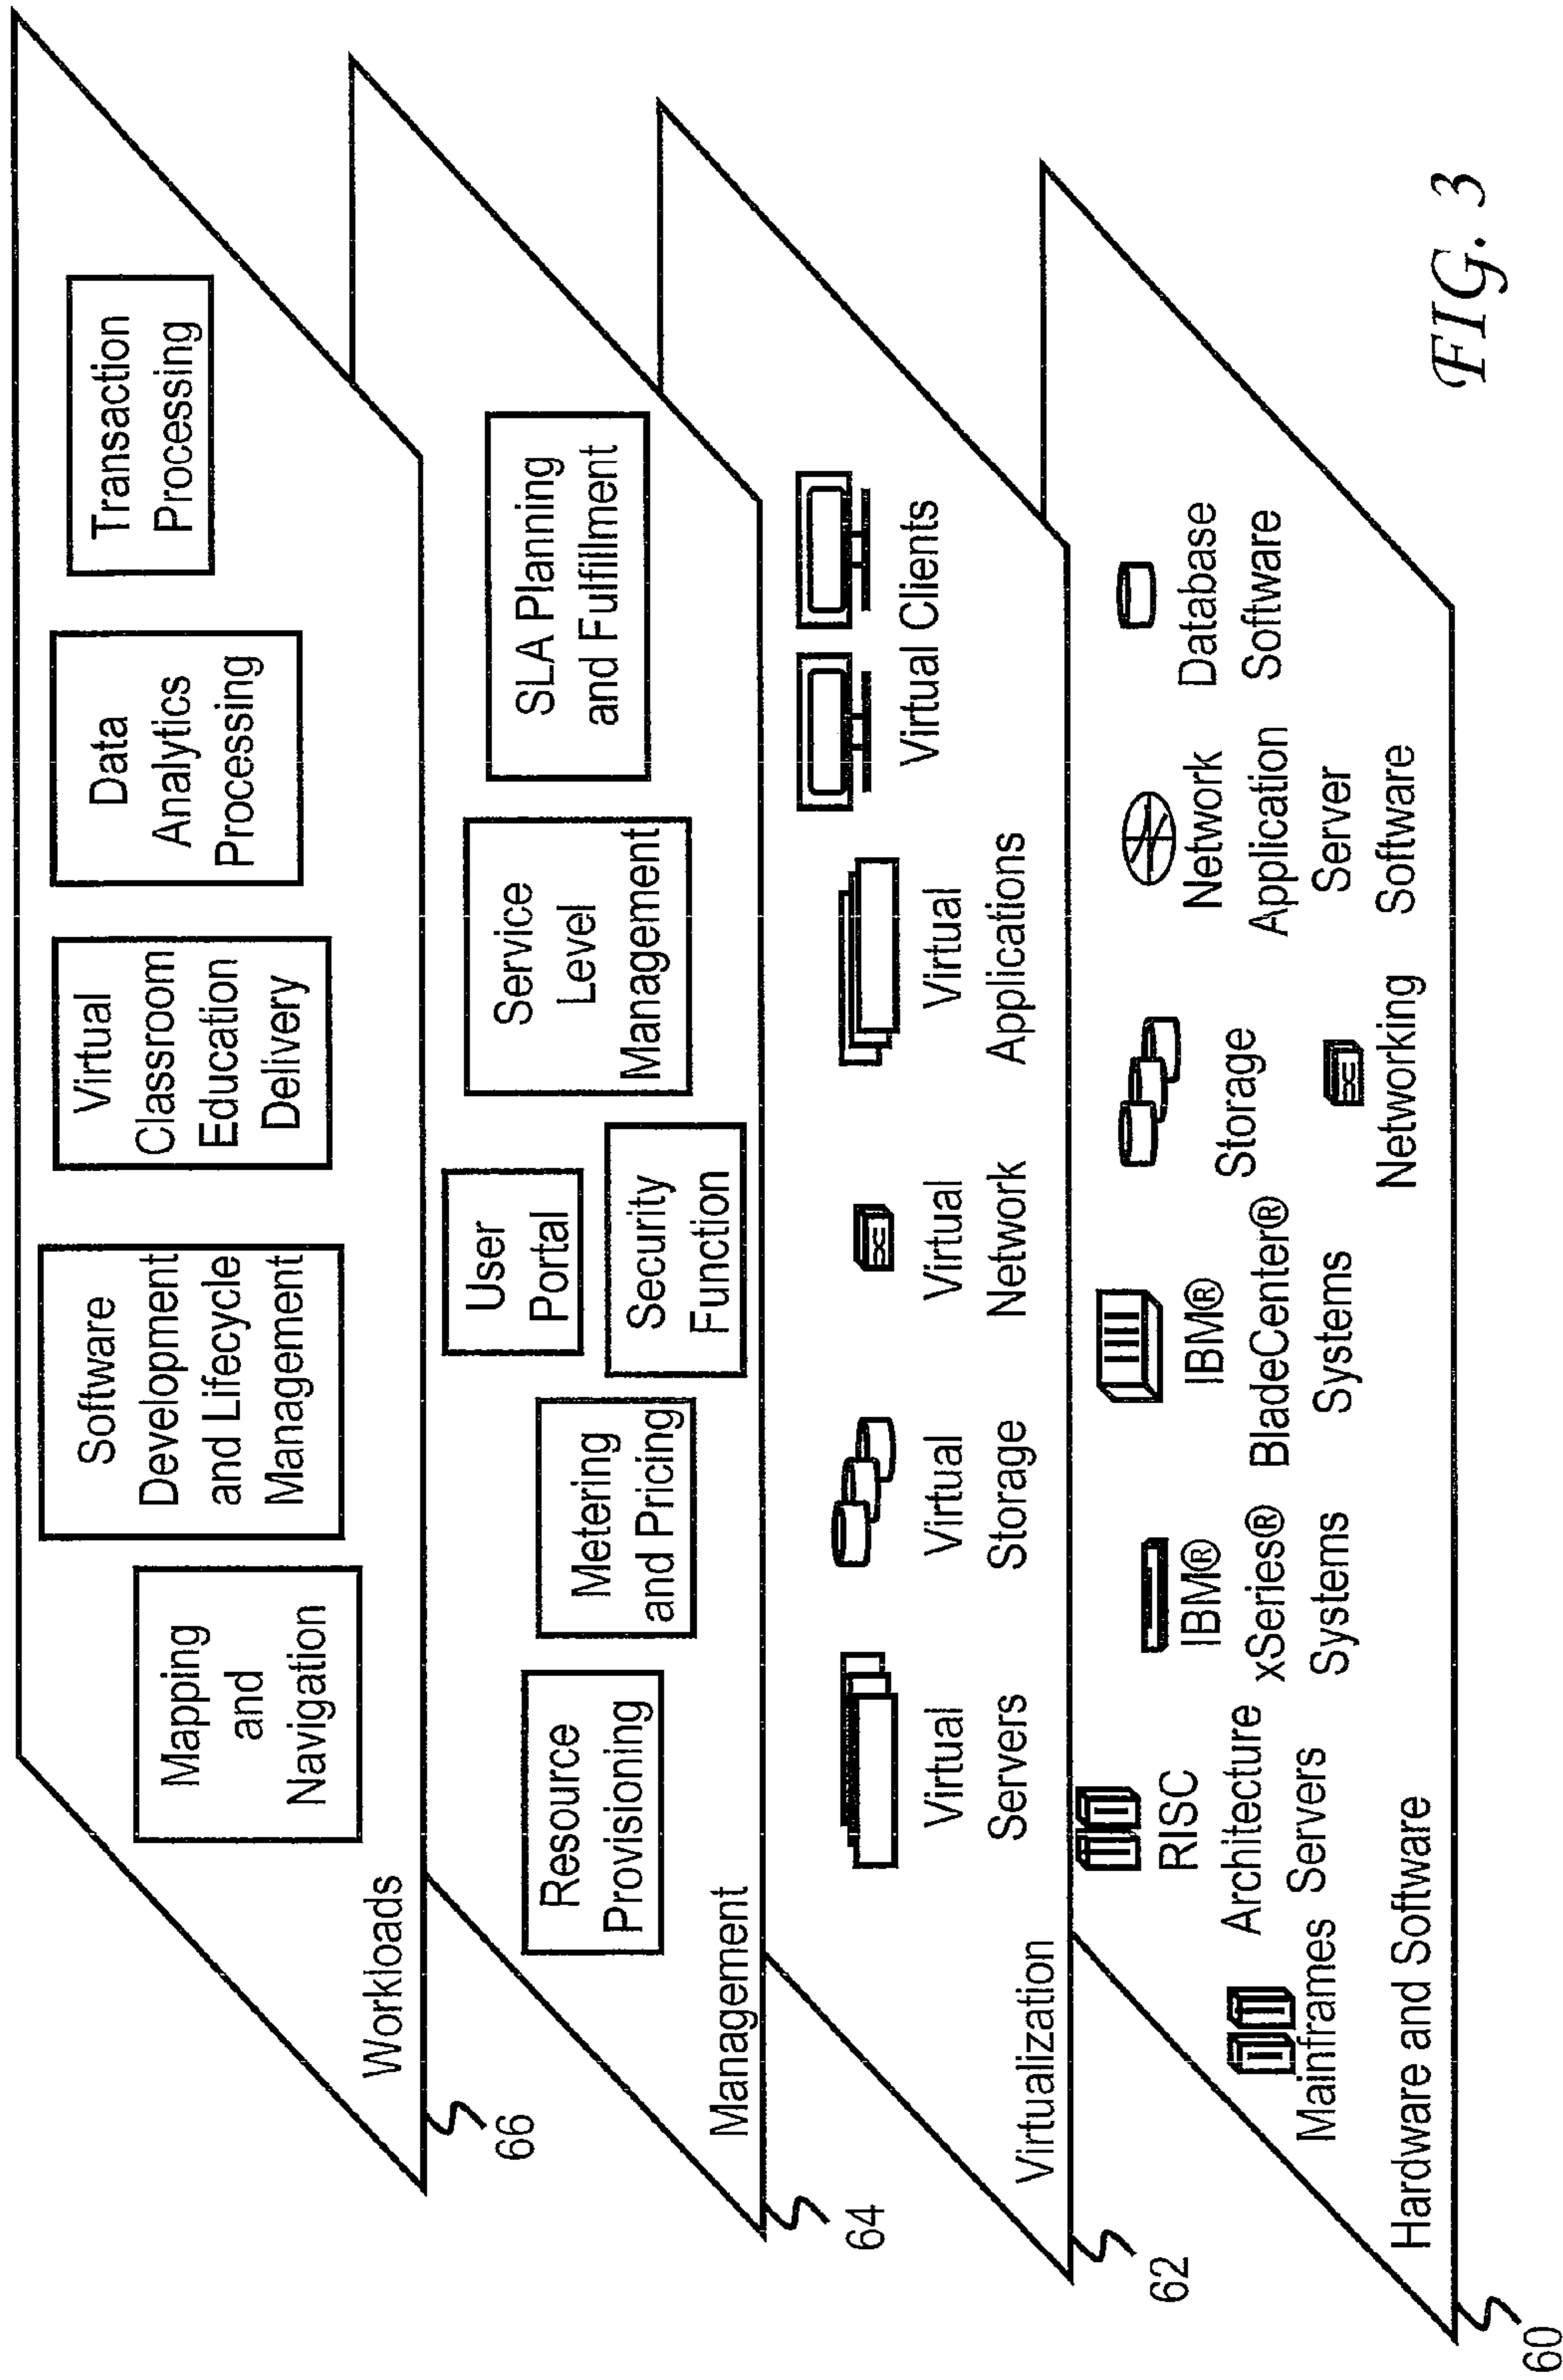 Mapping
and
Navigation
Software
Development
and Lifecycle
Management
Virtual
Classroom
Education
Delivery
Data
Analytics
Processing
Transaction
Processing
Workloads
66
Resource
Provisioning
Metering
and Pricing
User
Portal
Security
Function
Service
Level
Management
SLA Planning
and Fulfillment
Management
64
Virtual
Servers
Virtual
Storage
Virtual
Network
Virtual
Applications
Virtual Clients
Virtualization
62
Mainframes
RISC
Architecture
Servers
IBM®
xSeries®
Systems
IBM®
BladeCenter®
Systems
Storage
Networking
Network
Application
Server
Software
Database
Software
Hardware and Software
60
FIG. 3